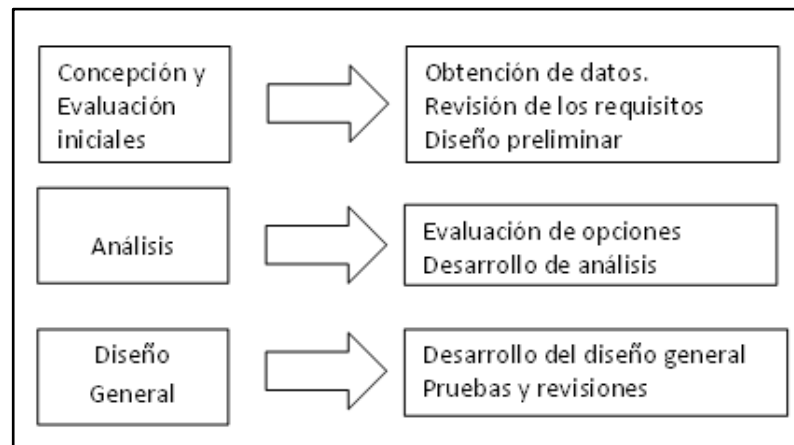 Concepción y
Evaluación
iniciales
Obtención de datos.
Revisión de los requisitos
Diseño preliminar
Análisis
Evaluación de opciones
Desarrollo de análisis
Diseño
General
Desarrollo del diseño general
Pruebas y revisiones